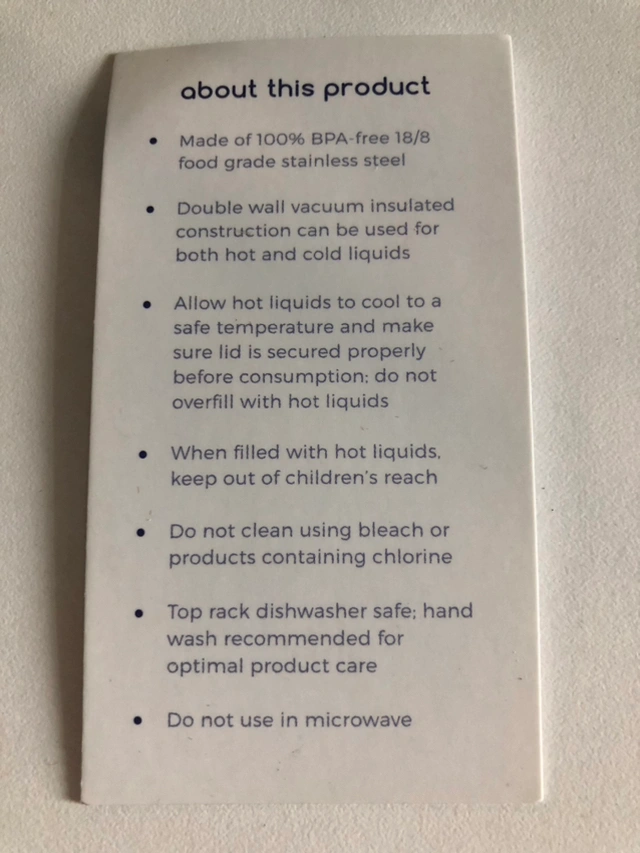 about this product
• Made of 100% BPA-free 18/8
food grade stainless steel
• Double wall vacuum insulated
construction can be used for
both hot and cold liquids
• Allow hot liquids to cool to a
safe temperature and make
sure lid is secured properly
before consumption; do not
overfill with hot liquids
• When filled with hot liquids,
keep out of children's reach
• Do not clean using bleach or
products containing chlorine
• Top rack dishwasher safe; hand
wash recommended for
optimal product care
• Do not use in microwave